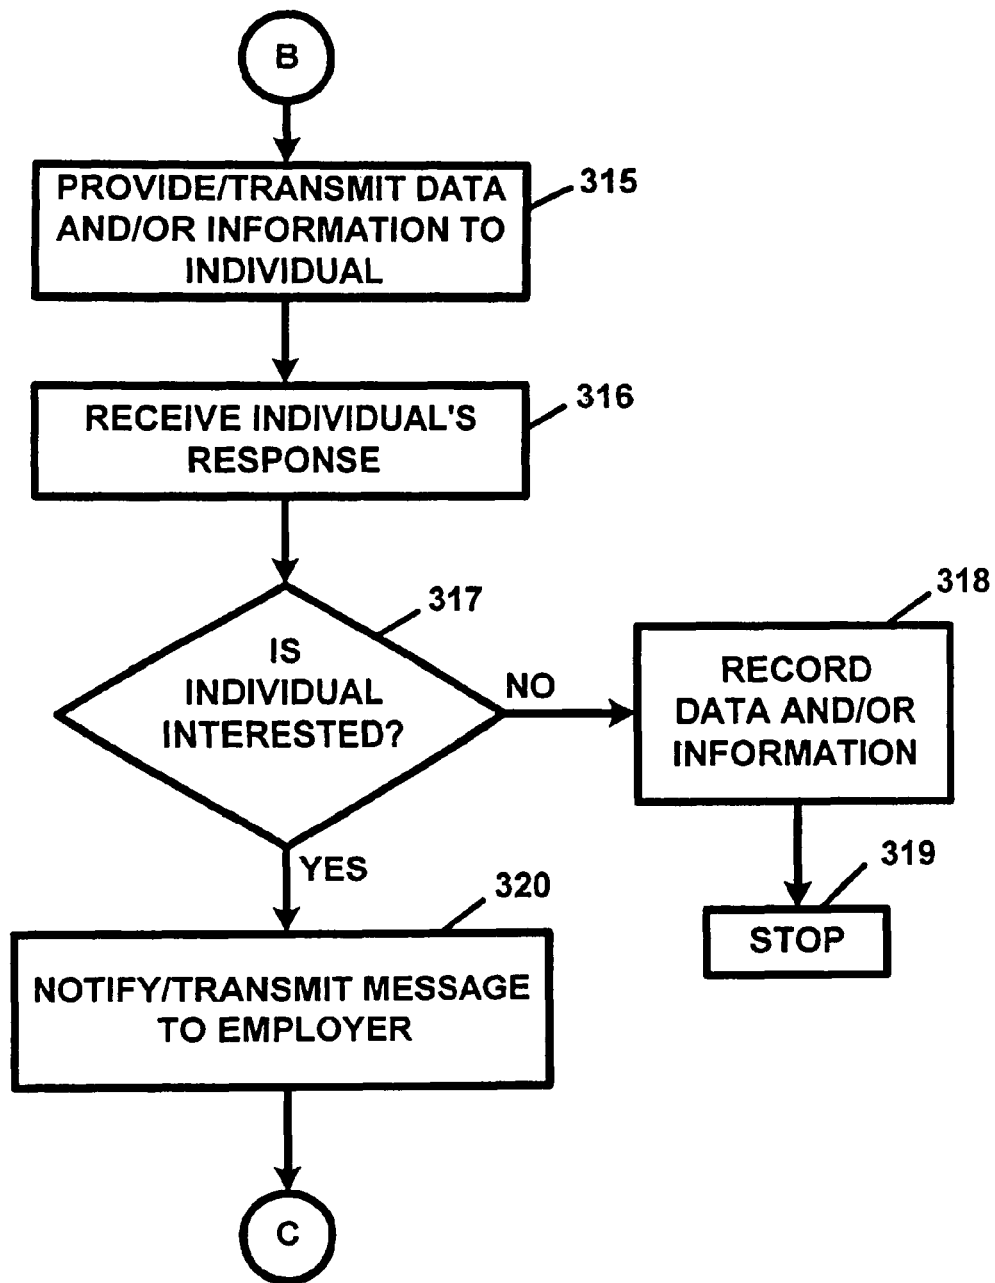 B
PROVIDE/TRANSMIT DATA
AND/OR INFORMATION TO
INDIVIDUAL
315
RECEIVE INDIVIDUAL'S
RESPONSE
316
IS
INDIVIDUAL
INTERESTED?
317
NO
RECORD
DATA AND/OR
INFORMATION
318
STOP
319
YES
NOTIFY/TRANSMIT MESSAGE
TO EMPLOYER
320
C